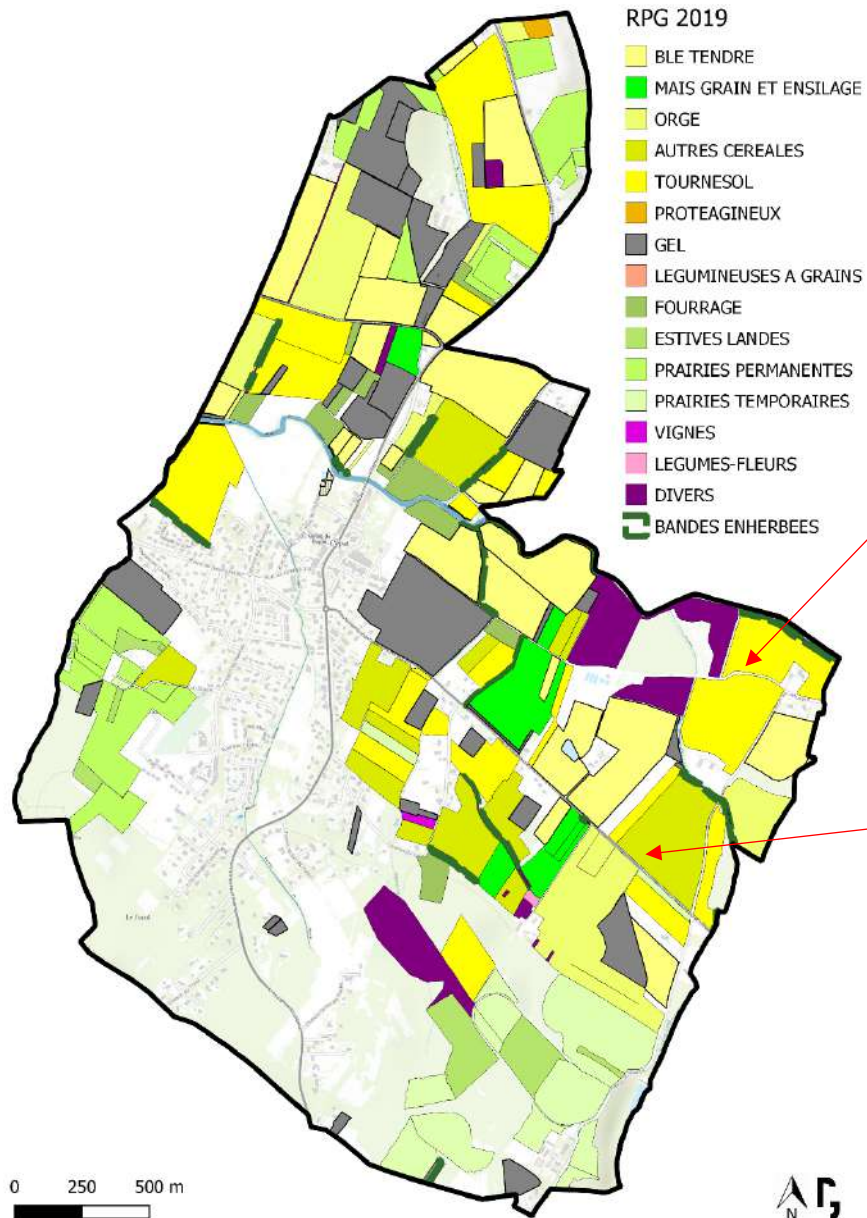 RPG 2019
BLE TENDRE
MAIS GRAIN ET ENSILAGE
ORGE
AUTRES CEREALES
TOURNESOL
PROTEAGINEUX
GEL
LEGUMINEUSES A GRAINS
FOURRAGE
ESTIVES LANDES
PRAIRIES PERMANENTES
PRAIRIES TEMPORAIRES
VIGNES
LEGUMES-FLEURS
DIVERS
BANDES ENHERBEES
0 250 500 m
N